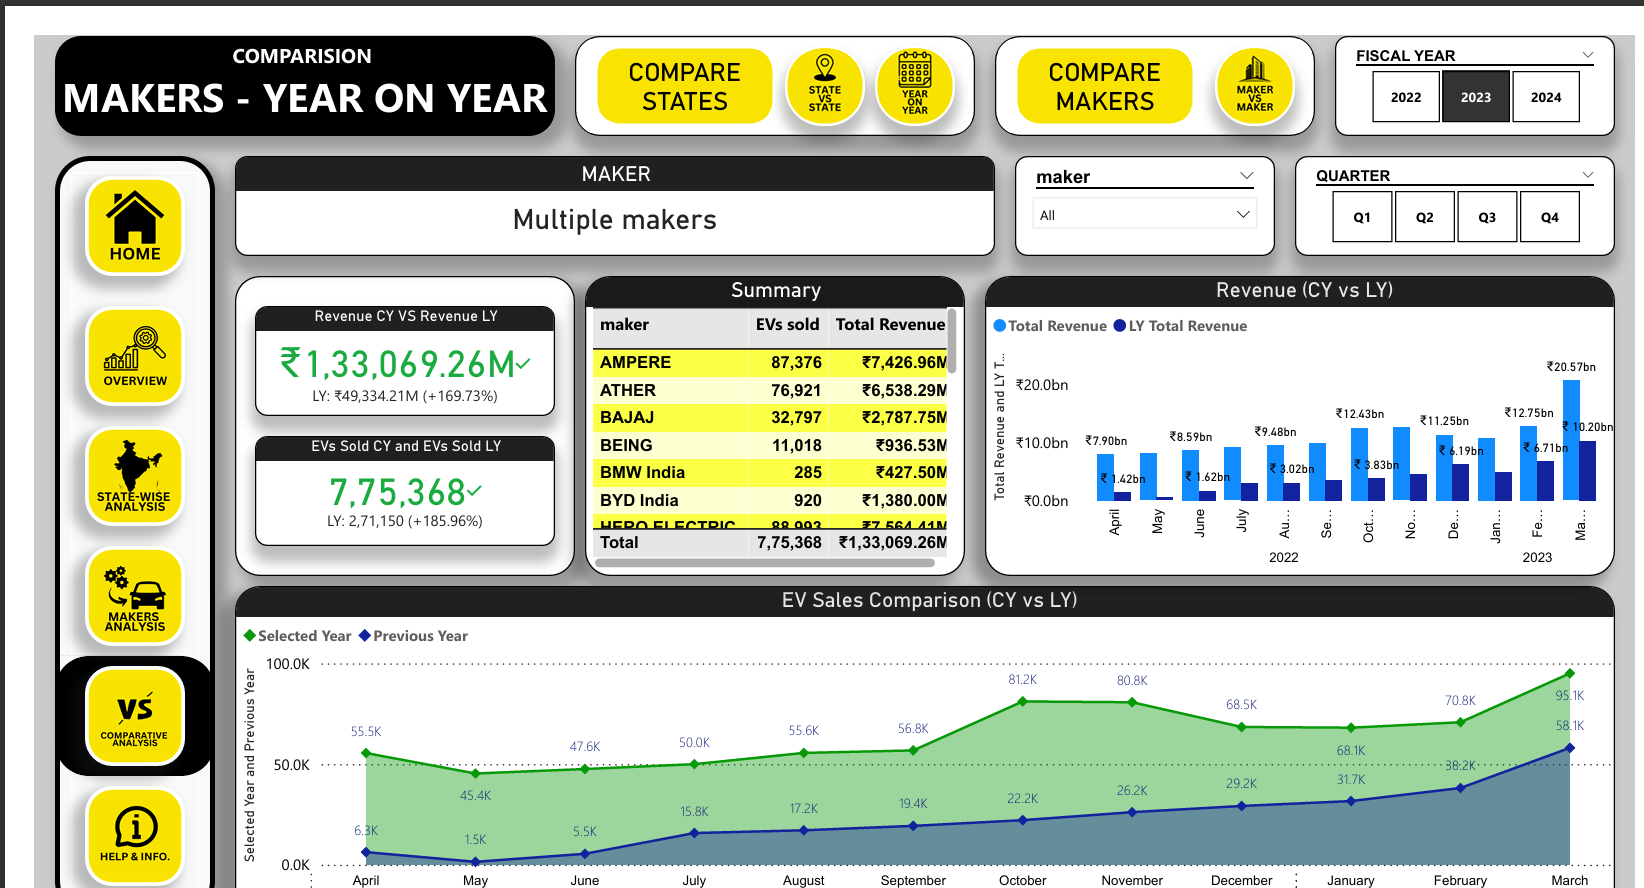 COMPARISION
MAKERS - YEAR ON YEAR
COMPARE
STATES
STATE
VS
STATE
YEAR
ON
YEAR
COMPARE
MAKERS
MAKER
VS
MAKER
FISCAL YEAR
2022 2023 2024
HOME
OVERVIEW
STATE-WISE
ANALYSIS
MAKERS
ANALYSIS
VS
COMPARATIVE
ANALYSIS
HELP & INFO.
MAKER
Multiple makers
maker
All
QUARTER
Q1 Q2 Q3 Q4
Revenue CY VS Revenue LY
₹1,33,069.26M
LY: ₹49,334.21M (+169.73%)
EVs Sold CY and EVs Sold LY
7,75,368
LY: 2,71,150 (+185.96%)
Summary
maker EVs sold Total Revenue
AMPERE 87,376 ₹7,426.96M
ATHER 76,921 ₹6,538.29M
BAJAJ 32,797 ₹2,787.75M
BEING 11,018 ₹936.53M
BMW India 285 ₹427.50M
BYD India 920 ₹1,380.00M
HERO ELECTRIC 88,993 ₹7,564.41M
Total 7,75,368 ₹1,33,069.26M
Revenue (CY vs LY)
Total Revenue LY Total Revenue
Total Revenue and LY T...
₹20.0bn
₹10.0bn
₹0.0bn
₹7.90bn ₹8.59bn ₹9.48bn ₹12.43bn ₹11.25bn ₹12.75bn ₹20.57bn
₹1.42bn ₹1.62bn ₹3.02bn ₹3.83bn ₹6.19bn ₹6.71bn ₹10.20bn
April May June July Au... Se... Oct... No... De... Jan... Fe... Ma...
2022 2023
EV Sales Comparison (CY vs LY)
Selected Year Previous Year
Selected Year and Previous Year
100.0K
50.0K
0.0K
55.5K 45.4K 47.6K 50.0K 55.6K 56.8K 81.2K 80.8K 68.5K 68.1K 70.8K 95.1K
6.3K 1.5K 5.5K 15.8K 17.2K 19.4K 22.2K 26.2K 29.2K 31.7K 38.2K 58.1K
April May June July August September October November December January February March